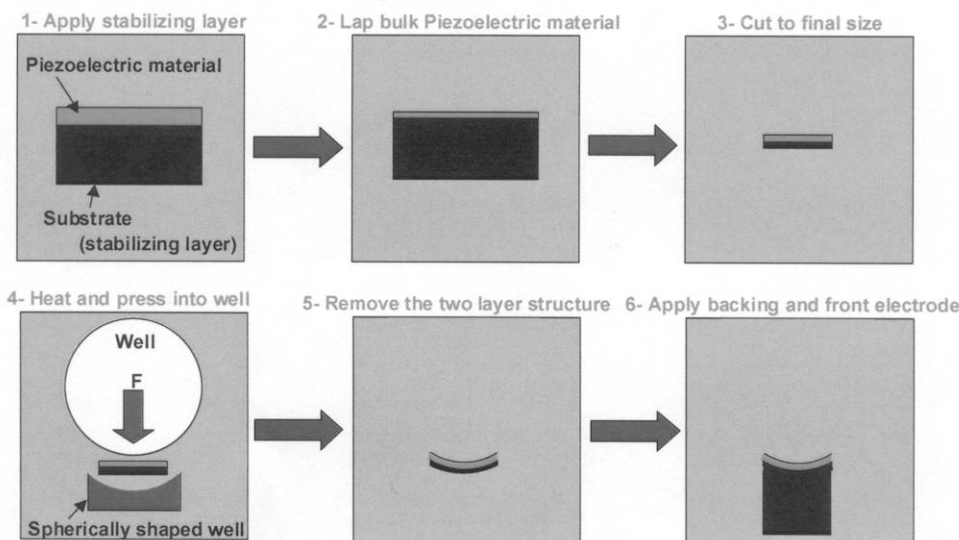 1- Apply stabilizing layer
2- Lap bulk Piezoelectric material
3- Cut to final size
Piezoelectric material
Substrate
(stabilizing layer)
4- Heat and press into well
5- Remove the two layer structure
6- Apply backing and front electrode
Well
F
Spherically shaped well